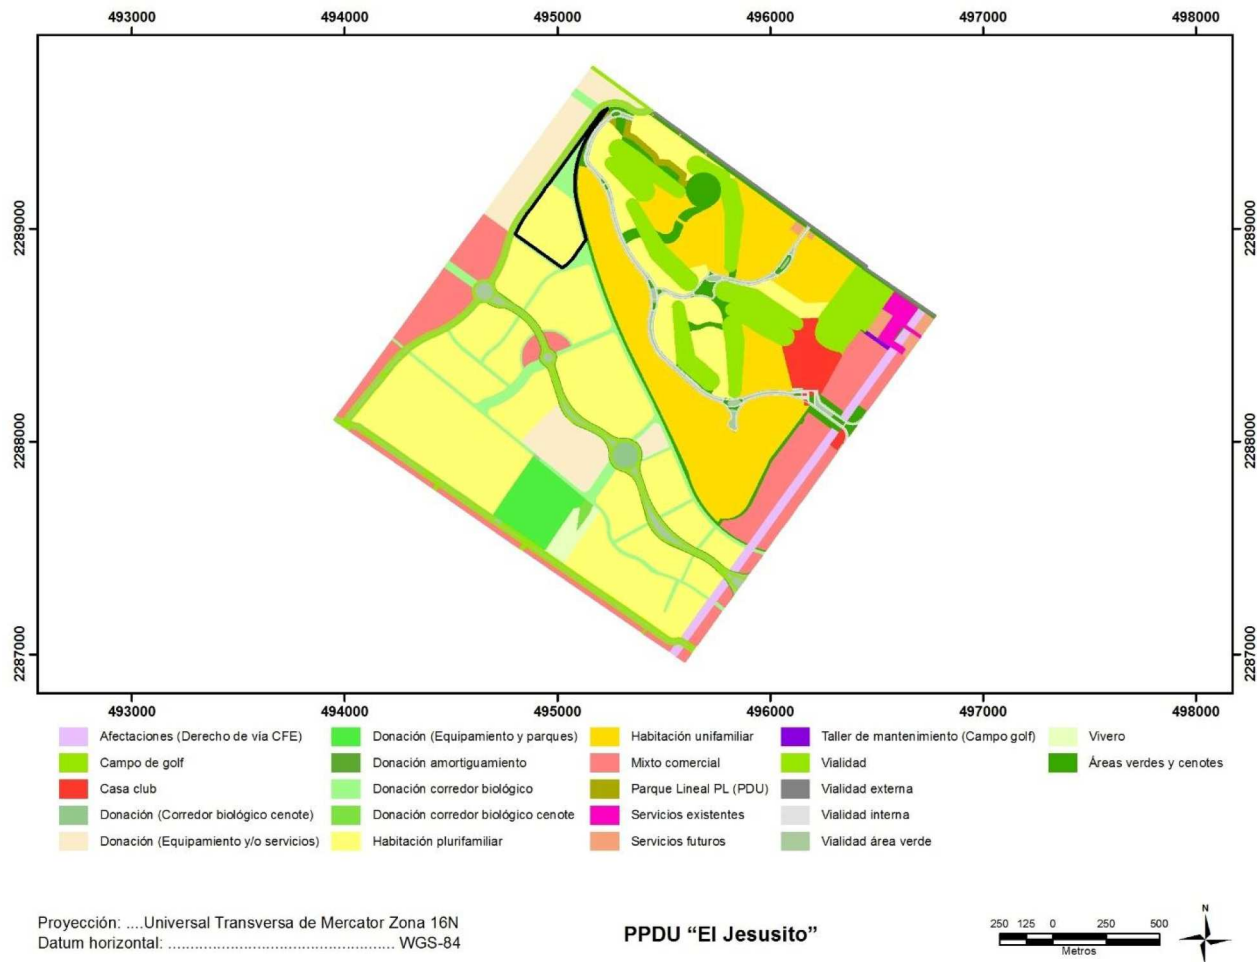 493000 494000 495000 496000 497000 498000
2289000 2289000
2288000 2288000
2287000 2287000
493000 494000 495000 496000 497000 498000
Afectaciones (Derecho de vía CFE) Donación (Equipamiento y parques) Habitación unifamiliar Taller de mantenimiento (Campo golf) Vivero
Campo de golf Donación amortiguamiento Mixto comercial Vialidad Áreas verdes y cenotes
Casa club Donación corredor biológico Parque Lineal PL (PDU) Vialidad externa
Donación (Corredor biológico cenote) Donación corredor biológico cenote Servicios existentes Vialidad interna
Donación (Equipamiento y/o servicios) Habitación plurifamiliar Servicios futuros Vialidad área verde
Proyección: ....Universal Transversa de Mercator Zona 16N
Datum horizontal: ................................................ WGS-84
PPDU “El Jesusito”
250 125 0 250 500
Metros
N